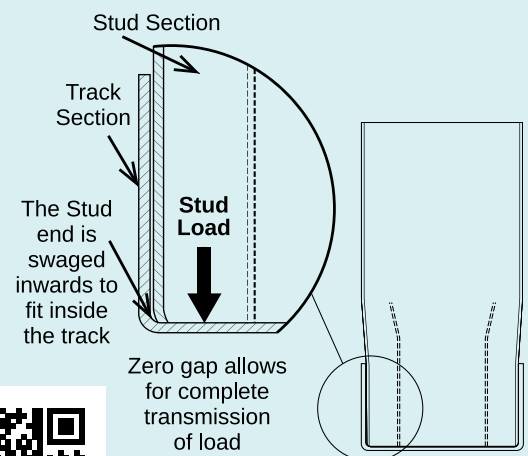 Stud Section
Track
Section
The Stud
end is
swaged
inwards to
fit inside
the track
Stud
Load
Zero gap allows
for complete
transmission
of load